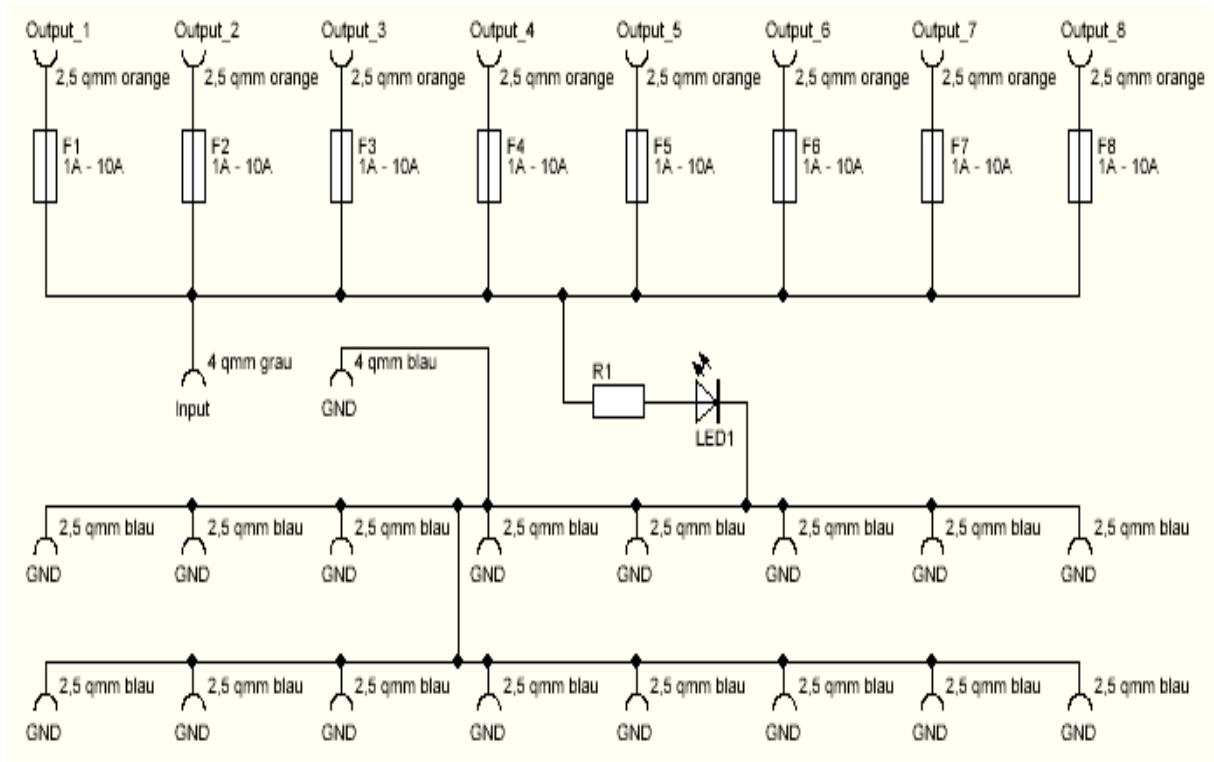 Output_1 Output_2 Output_3 Output_4 Output_5 Output_6 Output_7 Output_8
2,5 qmm orange 2,5 qmm orange 2,5 qmm orange 2,5 qmm orange 2,5 qmm orange 2,5 qmm orange 2,5 qmm orange 2,5 qmm orange
F1 F2 F3 F4 F5 F6 F7 F8
1A - 10A 1A - 10A 1A - 10A 1A - 10A 1A - 10A 1A - 10A 1A - 10A 1A - 10A
4 qmm grau 4 qmm blau
R1
Input GND
LED1
2,5 qmm blau 2,5 qmm blau 2,5 qmm blau 2,5 qmm blau 2,5 qmm blau 2,5 qmm blau 2,5 qmm blau 2,5 qmm blau
GND GND GND GND GND GND GND GND
2,5 qmm blau 2,5 qmm blau 2,5 qmm blau 2,5 qmm blau 2,5 qmm blau 2,5 qmm blau 2,5 qmm blau 2,5 qmm blau
GND GND GND GND GND GND GND GND